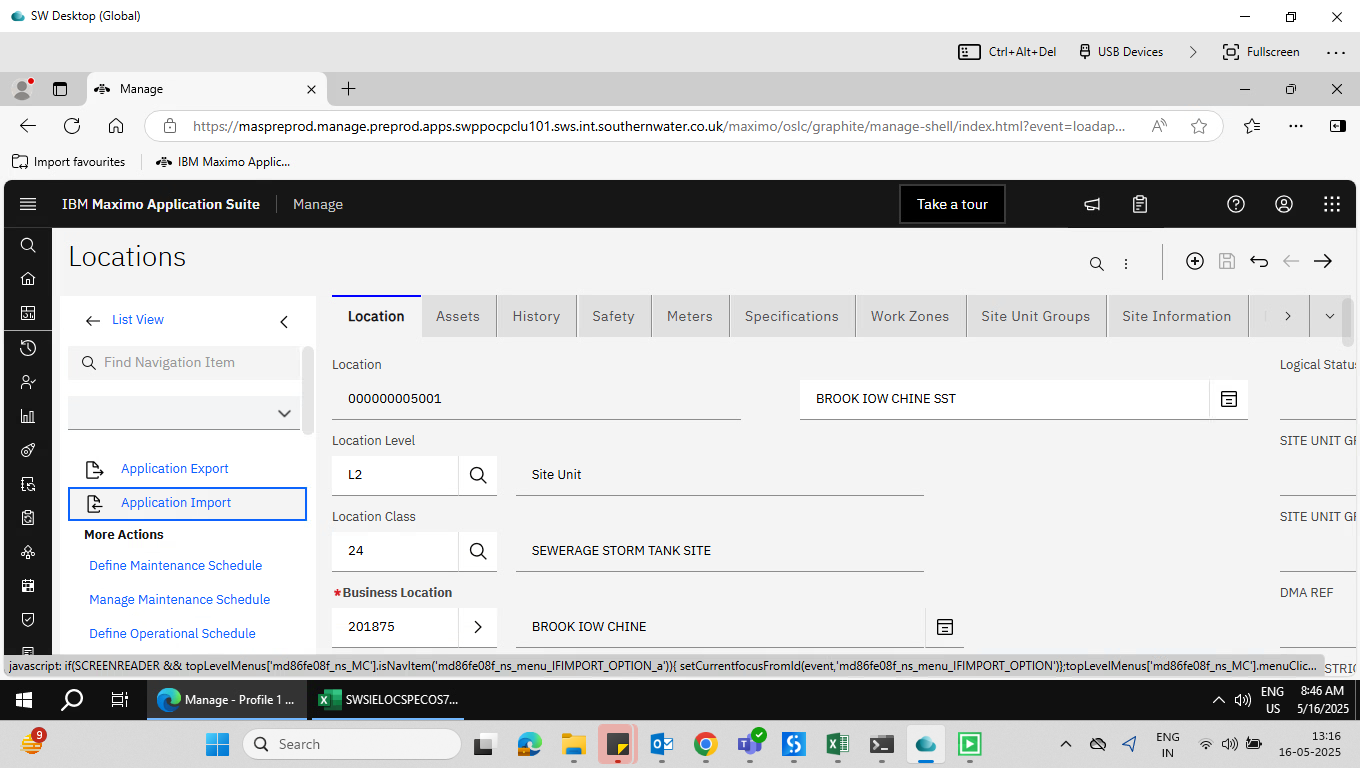 SW Desktop (Global)
Ctrl+Alt+Del
USB Devices
Fullscreen
Manage
https://maspreprod.manage.preprod.apps.swppocpclu101.sws.int.southernwater.co.uk/maximo/oslc/graphite/manage-shell/index.html?event=loadap...
Import favourites
IBM Maximo Applic...
IBM Maximo Application Suite
Manage
Take a tour
Locations
List View
Find Navigation Item
Application Export
Application Import
More Actions
Define Maintenance Schedule
Manage Maintenance Schedule
Define Operational Schedule
Location
Assets
History
Safety
Meters
Specifications
Work Zones
Site Unit Groups
Site Information
Location
000000005001
BROOK IOW CHINE SST
Logical Status
Location Level
L2
Site Unit
SITE UNIT GR
Location Class
24
SEWERAGE STORM TANK SITE
SITE UNIT GR
*Business Location
201875
BROOK IOW CHINE
DMA REF
javascript: if(SCREENREADER && topLevelMenus['md86fe08f_ns_MC'].isNavItem('md86fe08f_ns_menu_IFIMPORT_OPTION_a')){ setCurrentfocusFromId(event,'md86fe08f_ns_menu_IFIMPORT_OPTION')};topLevelMenus['md86fe08f_ns_MC'].menuClic...
STRIC
Manage - Profile 1 ...
SWSIELOCSPECOS7...
ENG
US
8:46 AM
5/16/2025
9
Search
ENG
IN
13:16
16-05-2025